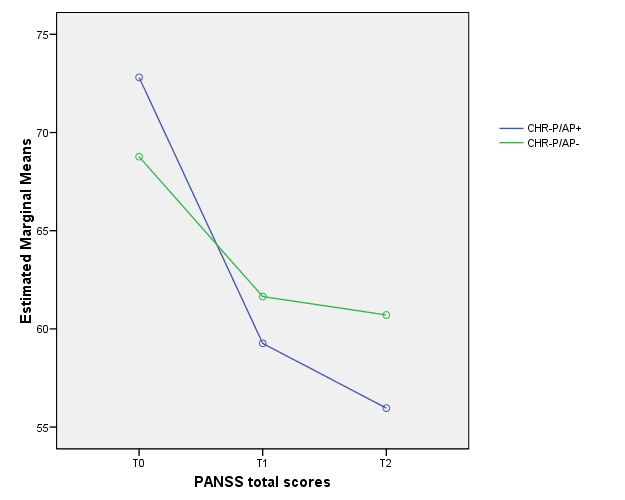 75
70
65
60
55
Estimated Marginal Means
T0
T1
T2
PANSS total scores
CHR-P/AP+
CHR-P/AP-